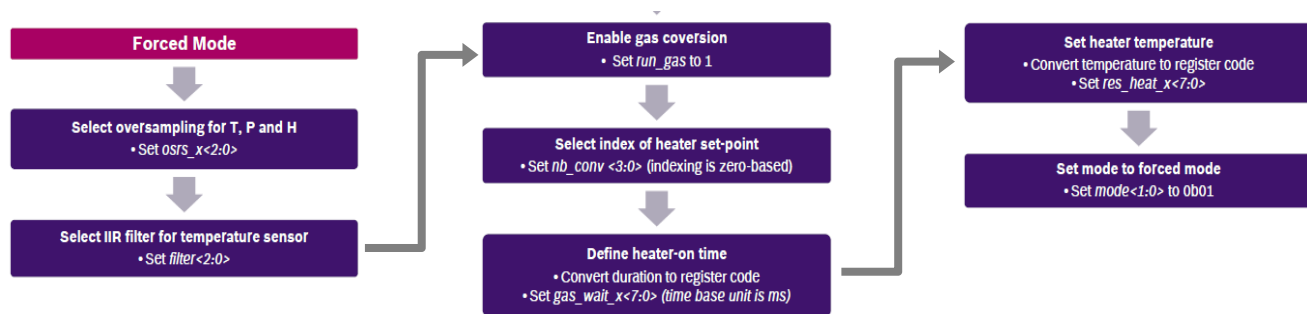 Forced Mode
Select oversampling for T, P and H
• Set osrs_x<2:0>
Select IIR filter for temperature sensor
• Set filter<2:0>
Enable gas coversion
• Set run_gas to 1
Select index of heater set-point
• Set nb_conv <3:0> (indexing is zero-based)
Define heater-on time
• Convert duration to register code
• Set gas_wait_x<7:0> (time base unit is ms)
Set heater temperature
• Convert temperature to register code
• Set res_heat_x<7:0>
Set mode to forced mode
• Set mode<1:0> to 0b01